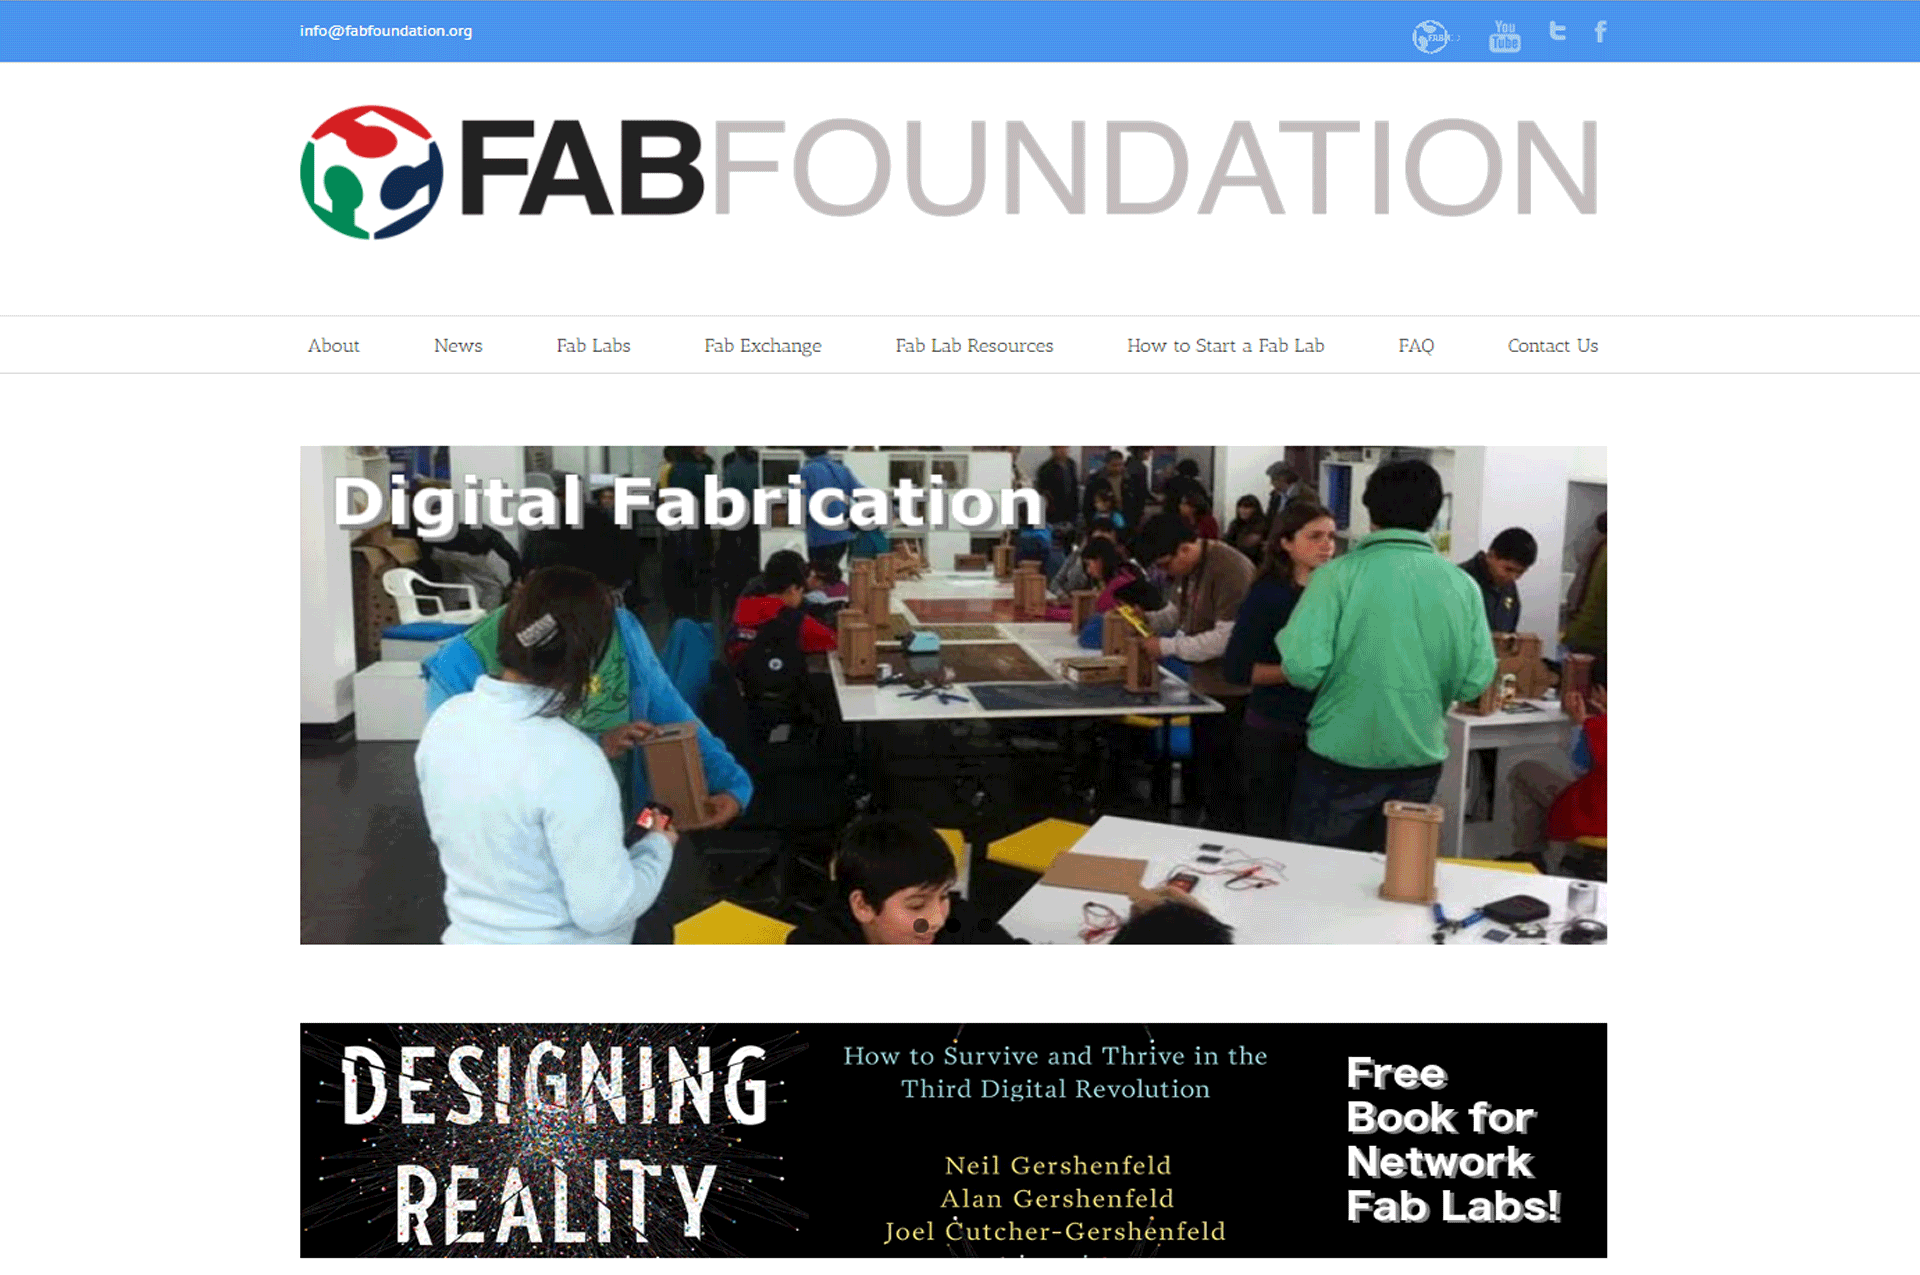 info@fabfoundation.org
You
Tube
FABFOUNDATION
About News Fab Labs Fab Exchange Fab Lab Resources How to Start a Fab Lab FAQ Contact Us
Digital Fabrication
DESIGNING
REALITY
How to Survive and Thrive in the
Third Digital Revolution
Neil Gershenfeld
Alan Gershenfeld
Joel Cutcher-Gershenfeld
Free
Book for
Network
Fab Labs!